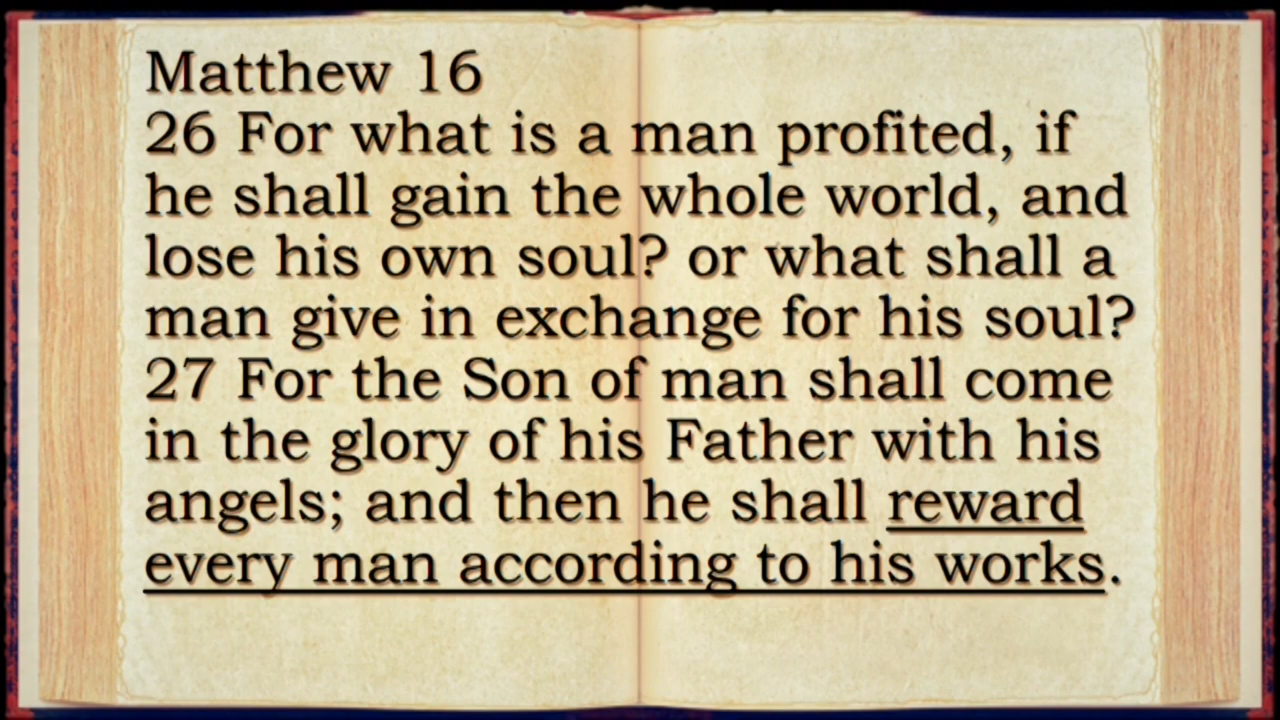 Matthew 16
26 For what is a man profited, if
he shall gain the whole world, and
lose his own soul? or what shall a
man give in exchange for his soul?
27 For the Son of man shall come
in the glory of his Father with his
angels; and then he shall reward
every man according to his works.